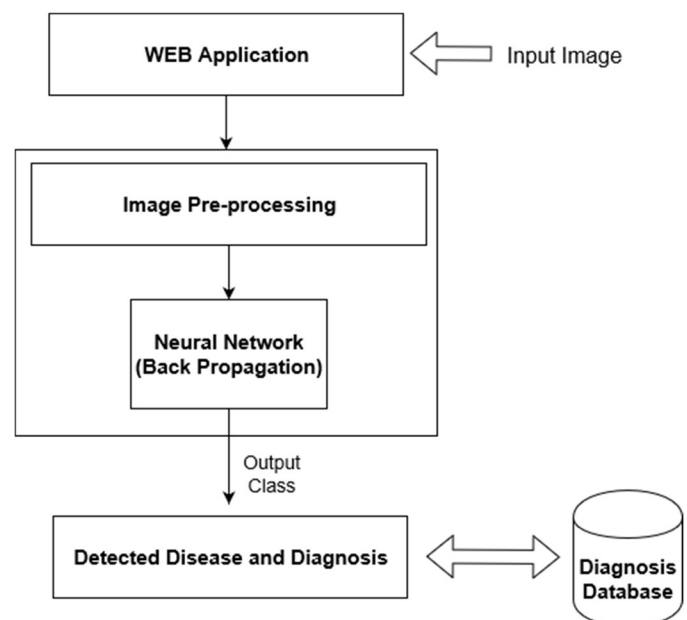 WEB Application
Input Image
Image Pre-processing
Neural Network
(Back Propagation)
Output
Class
Detected Disease and Diagnosis
Diagnosis
Database